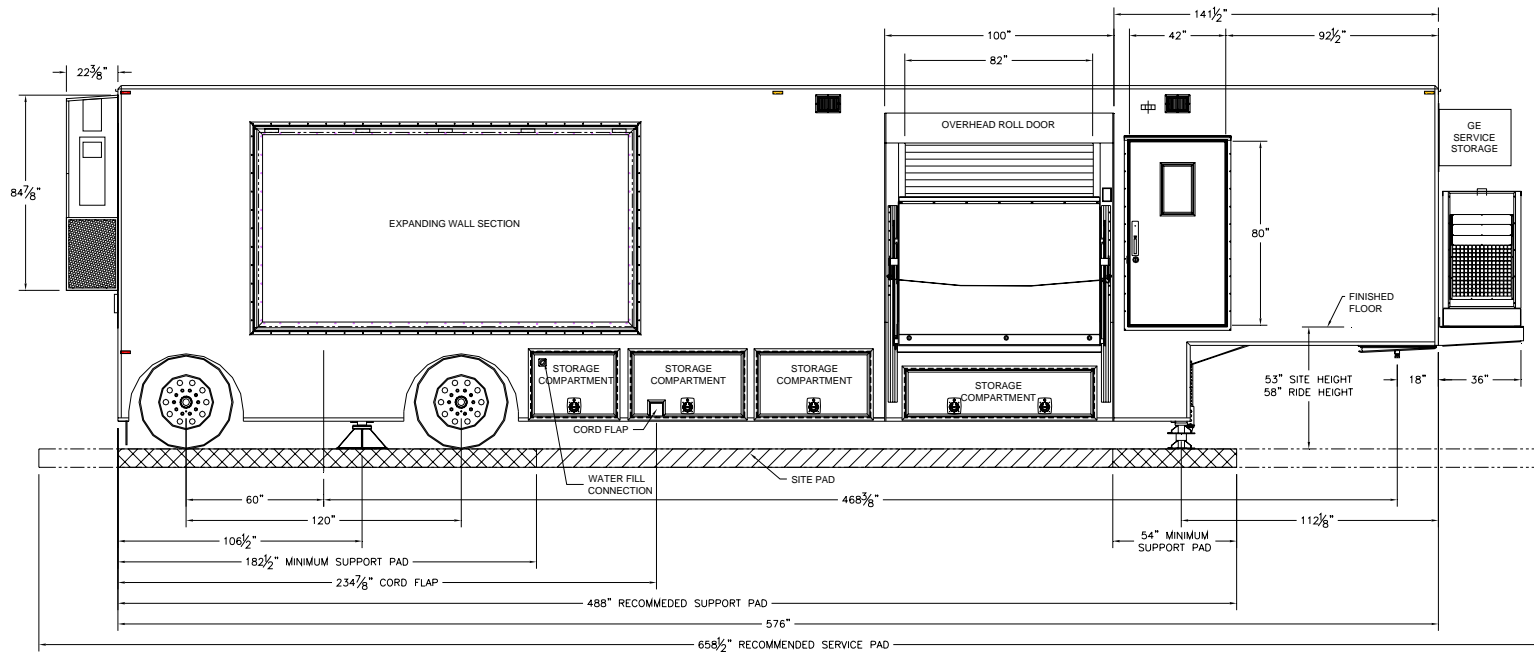 141½"
100"
42"
92½"
22⅜"
82"
OVERHEAD ROLL DOOR
GE
SERVICE
STORAGE
84⅞"
EXPANDING WALL SECTION
80"
FINISHED
FLOOR
STORAGE
COMPARTMENT
STORAGE
COMPARTMENT
STORAGE
COMPARTMENT
STORAGE
COMPARTMENT
53" SITE HEIGHT
58" RIDE HEIGHT
18"
36"
CORD FLAP
WATER FILL
CONNECTION
SITE PAD
60"
468⅜"
120"
112⅛"
106½"
54" MINIMUM
SUPPORT PAD
182½" MINIMUM SUPPORT PAD
234⅞" CORD FLAP
488" RECOMMEDED SUPPORT PAD
576"
658½" RECOMMENDED SERVICE PAD